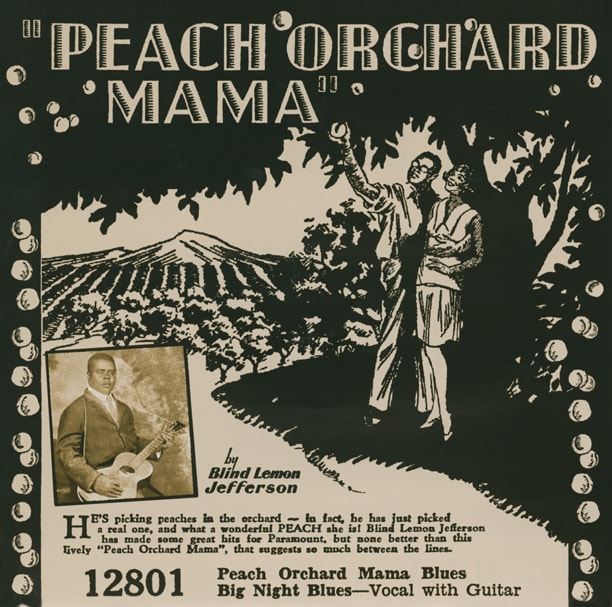 "PEACH ORCHARD
MAMA"
by
Blind Lemon
Jefferson
HE'S picking peaches in the orchard — in fact, he has just picked
a real one, and what a wonderful PEACH she is! Blind Lemon Jefferson
has made some great hits for Paramount, but none better than this
lively "Peach Orchard Mama", that suggests so much between the lines.
12801
Peach Orchard Mama Blues
Big Night Blues—Vocal with Guitar